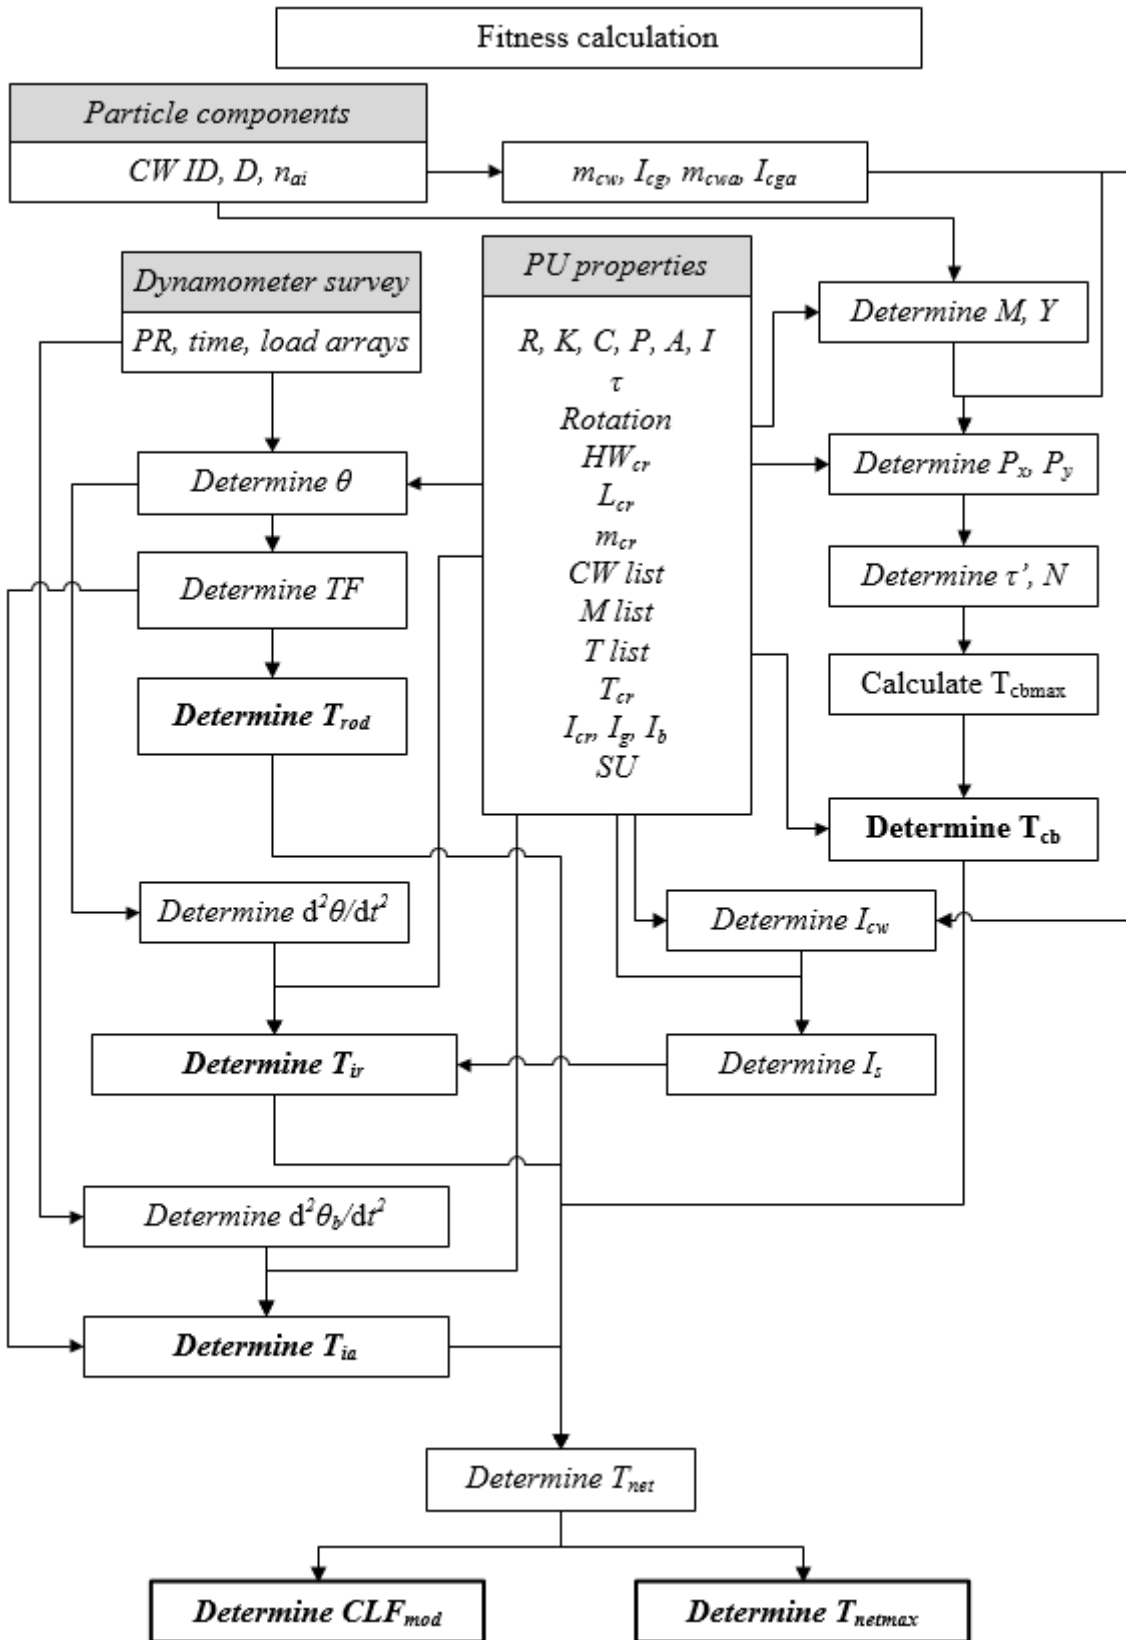 Fitness calculation
Particle components
CW ID, D, nai
mcw, Icg, mcwa, Icga
Dynamometer survey
PR, time, load arrays
PU properties
R, K, C, P, A, I
τ
Rotation
HWcr
Lcr
mcr
CW list
M list
T list
Tcr
Icr, Ig, Ib
SU
Determine M, Y
Determine Px, Py
Determine τ’, N
Calculate Tcbmax
Determine Tcb
Determine θ
Determine TF
Determine Trod
Determine d²θ/dt²
Determine Icw
Determine Tir
Determine Is
Determine d²θb/dt²
Determine Tia
Determine Tnet
Determine CLFmod
Determine Tnetmax